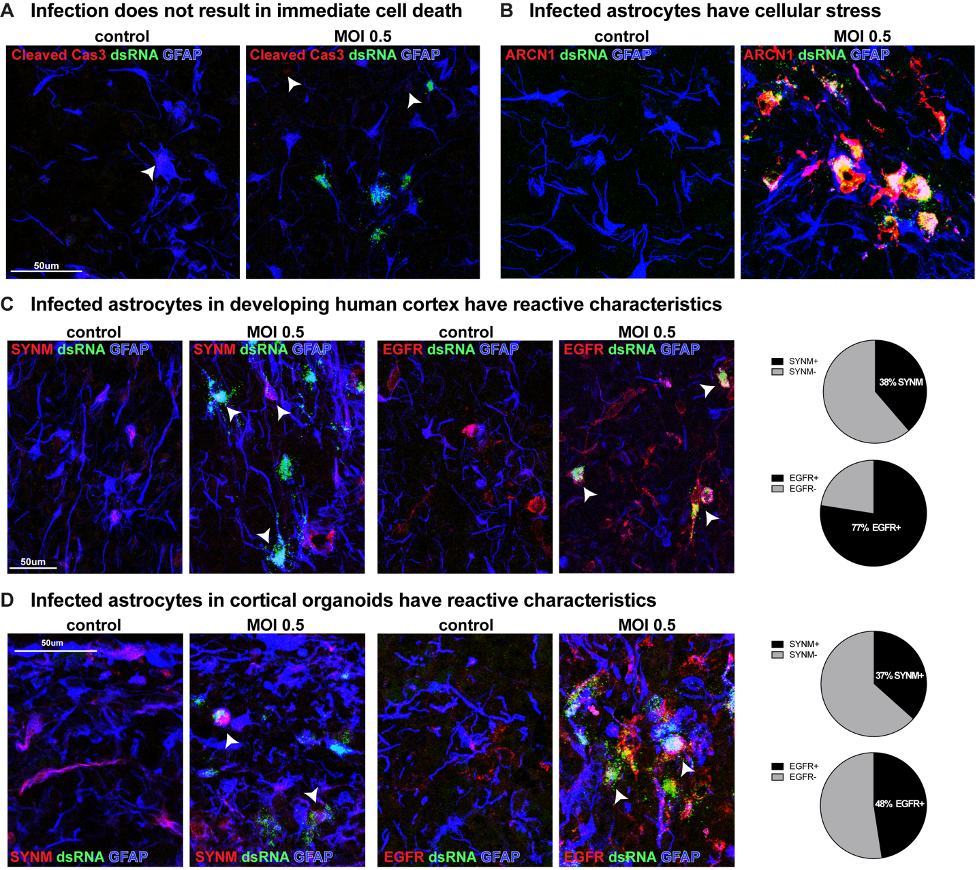 A Infection does not result in immediate cell death
control MOI 0.5
Cleaved Cas3 dsRNA GFAP Cleaved Cas3 dsRNA GFAP
50um
B Infected astrocytes have cellular stress
control MOI 0.5
ARCN1 dsRNA GFAP ARCN1 dsRNA GFAP
C Infected astrocytes in developing human cortex have reactive characteristics
control MOI 0.5 control MOI 0.5
SYNM dsRNA GFAP SYNM dsRNA GFAP EGFR dsRNA GFAP EGFR dsRNA GFAP
50um
SYNM+
SYNM-
38% SYNM
EGFR+
EGFR-
77% EGFR+
D Infected astrocytes in cortical organoids have reactive characteristics
control MOI 0.5 control MOI 0.5
50um
SYNM dsRNA GFAP SYNM dsRNA GFAP EGFR dsRNA GFAP EGFR dsRNA GFAP
SYNM+
SYNM-
37% SYNM+
EGFR+
EGFR-
48% EGFR+